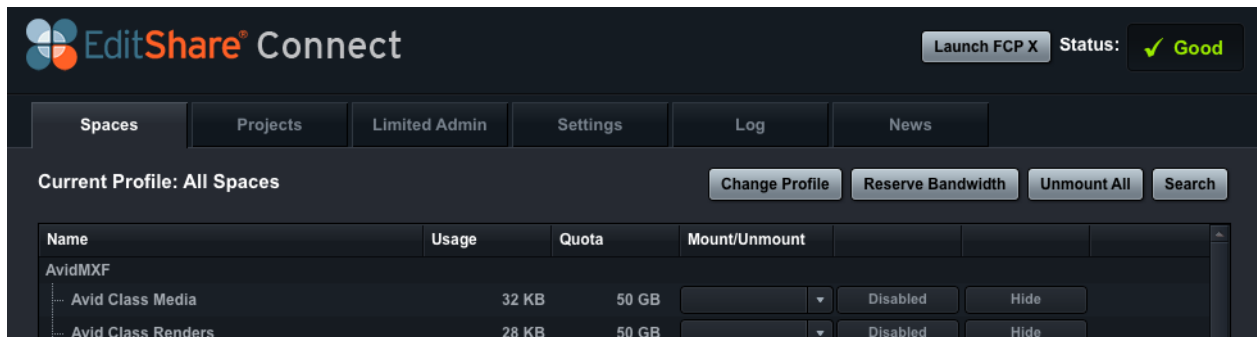 EditShare® Connect
Launch FCP X Status: ✓ Good
Spaces Projects Limited Admin Settings Log News
Current Profile: All Spaces Change Profile Reserve Bandwidth Unmount All Search
Name Usage Quota Mount/Unmount
AvidMXF
Avid Class Media 32 KB 50 GB Disabled Hide
Avid Class Renders 28 KB 50 GB Disabled Hide